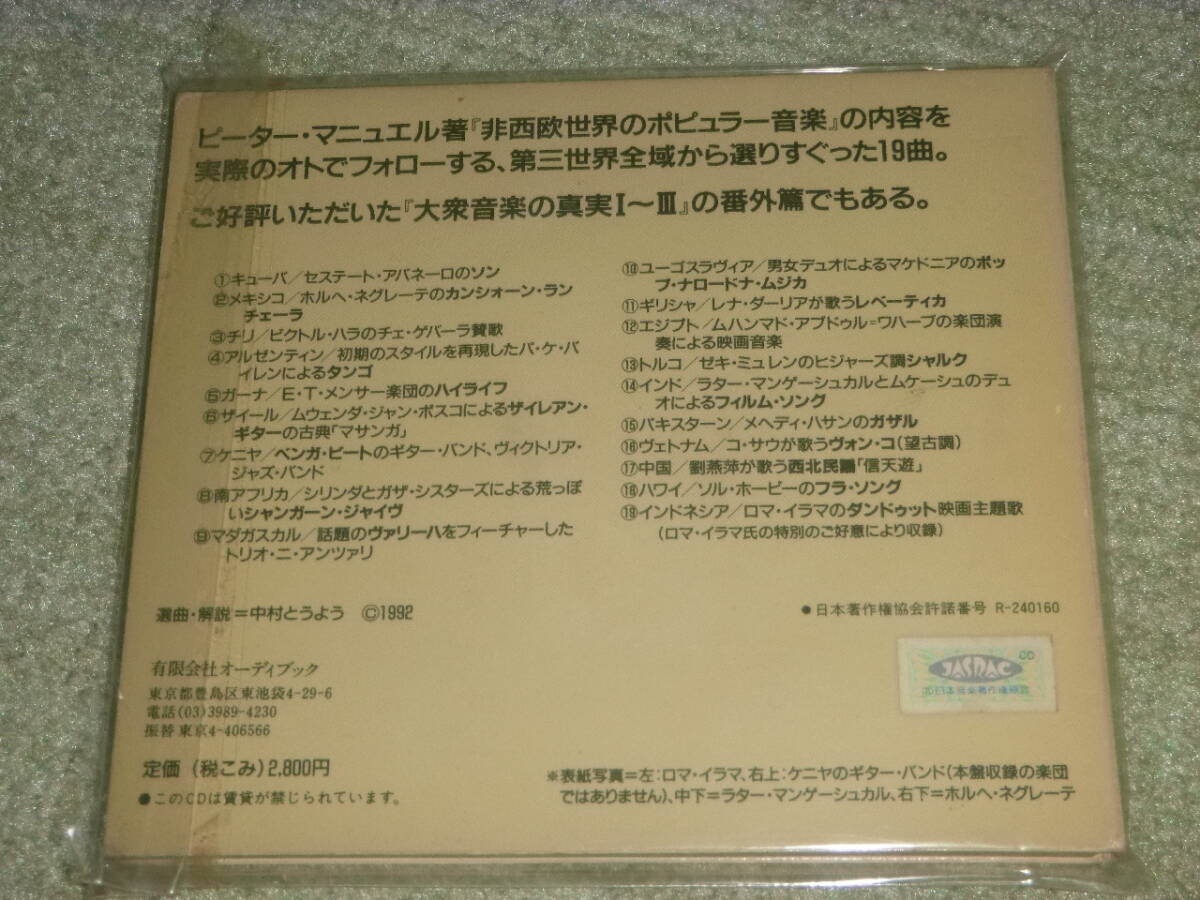 ピーター・マニュエル著『非西欧世界のポピュラー音楽』の内容を
実際のオトでフォローする、第三世界全域から選りすぐった19曲。
ご好評いただいた『大衆音楽の真実Ⅰ〜Ⅲ』の番外篇でもある。
①キューバ/セステート・アバネーロのソン
②メキシコ/ホルヘ・ネグレーテのカンシォーン・ラン
チェーラ
③チリ/ビクトル・ハラのチェ・ゲバーラ賛歌
④アルゼンティン/初期のスタイルを再現したパ・ケ・バ
イレンによるタンゴ
⑤ガーナ/E・T・メンサー楽団のハイライフ
⑥ザイール/ムウェンダ・ジャン・ボスコによるザイレアン・
ギターの古典「マサンガ」
⑦ケニヤ/ベンガ・ビートのギター・バンド、ヴィクトリア・
ジャズ・バンド
⑧南アフリカ/シリンダとガザ・シスターズによる荒っぽ
いシャンガーン・ジャイヴ
⑨マダガスカル/話題のヴァリーハをフィーチャーした
トリオ・ニ・アンツァリ
⑩ユーゴスラヴィア/男女デュオによるマケドニアのポッ
プ・ナロードナ・ムジカ
⑪ギリシャ/レナ・ダーリアが歌うレベーティカ
⑫エジプト/ムハンマド・アブドゥル=ワハーブの楽団演
奏による映画音楽
⑬トルコ/ゼキ・ミュレンのヒジャーズ調シャルク
⑭インド/ラター・マンゲーシュカルとムケーシュのデュ
オによるフィルム・ソング
⑮パキスターン/メヘディ・ハサンのガザル
⑯ヴェトナム/コ・サウが歌うヴォン・コ(望古調)
⑰中国/劉燕萍が歌う西北民謡「信天遊」
⑱ハワイ/ソル・ホーピーのフラ・ソング
⑲インドネシア/ロマ・イラマのダンドゥット映画主題歌
(ロマ・イラマ氏の特別のご好意により収録)
選曲・解説=中村とうよう ©1992
●日本著作権協会許諾番号 R-240160
JASRAC CD
日本音楽著作権協会
有限会社オーディブック
東京都豊島区東池袋4-29-6
電話(03)3989-4230
振替 東京4-406566
定価 (税こみ)2,800円
●このCDは賃貸が禁じられています。
※表紙写真=左:ロマ・イラマ、右上:ケニヤのギター・バンド(本盤収録の楽団
ではありません)、中下=ラター・マンゲーシュカル、右下=ホルヘ・ネグレーテ